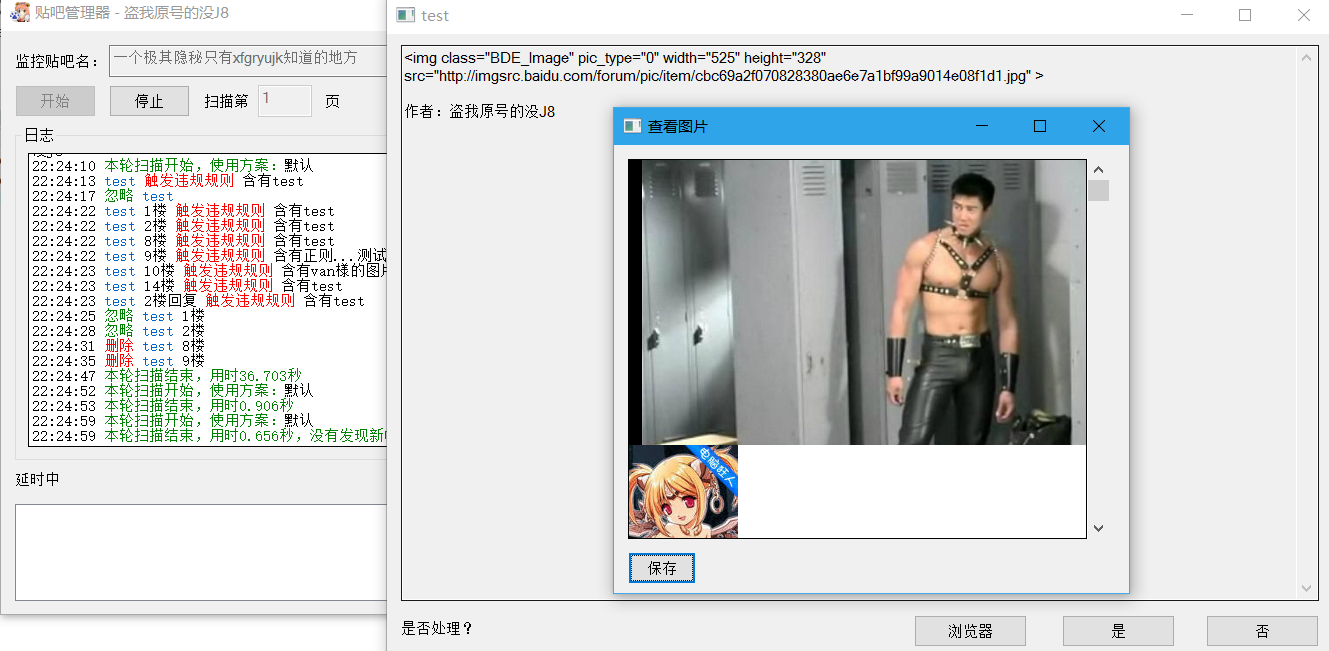 贴吧管理器 - 盗我原号的没J8
监控贴吧名：
一个极其隐秘只有xfgryujk知道的地方
开始
停止
扫描第
1
页
日志
22:24:10 本轮扫描开始，使用方案：默认
22:24:13 test 触发违规规则 含有test
22:24:17 忽略 test
22:24:22 test 1楼 触发违规规则 含有test
22:24:22 test 2楼 触发违规规则 含有test
22:24:22 test 8楼 触发违规规则 含有test
22:24:22 test 9楼 触发违规规则 含有正则...测试
22:24:23 test 10楼 触发违规规则 含有van様的图片
22:24:23 test 14楼 触发违规规则 含有test
22:24:23 test 2楼回复 触发违规规则 含有test
22:24:25 忽略 test 1楼
22:24:28 忽略 test 2楼
22:24:31 删除 test 8楼
22:24:35 删除 test 9楼
22:24:47 本轮扫描结束，用时36.703秒
22:24:52 本轮扫描开始，使用方案：默认
22:24:53 本轮扫描结束，用时0.906秒
22:24:59 本轮扫描开始，使用方案：默认
22:24:59 本轮扫描结束，用时0.656秒，没有发现新
延时中
test
<img class="BDE_Image" pic_type="0" width="525" height="328"
src="http://imgsrc.baidu.com/forum/pic/item/cbc69a2f070828380ae6e7a1bf99a9014e08f1d1.jpg" >
作者：盗我原号的没J8
查看图片
电脑狂人
保存
是否处理？
浏览器
是
否